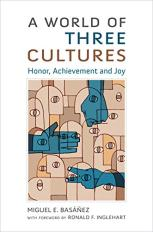 A WORLD OF
THREE
CULTURES
Honor, Achievement and Joy
MIGUEL E. BASÁÑEZ
WITH FOREWORD BY RONALD F. INGLEHART